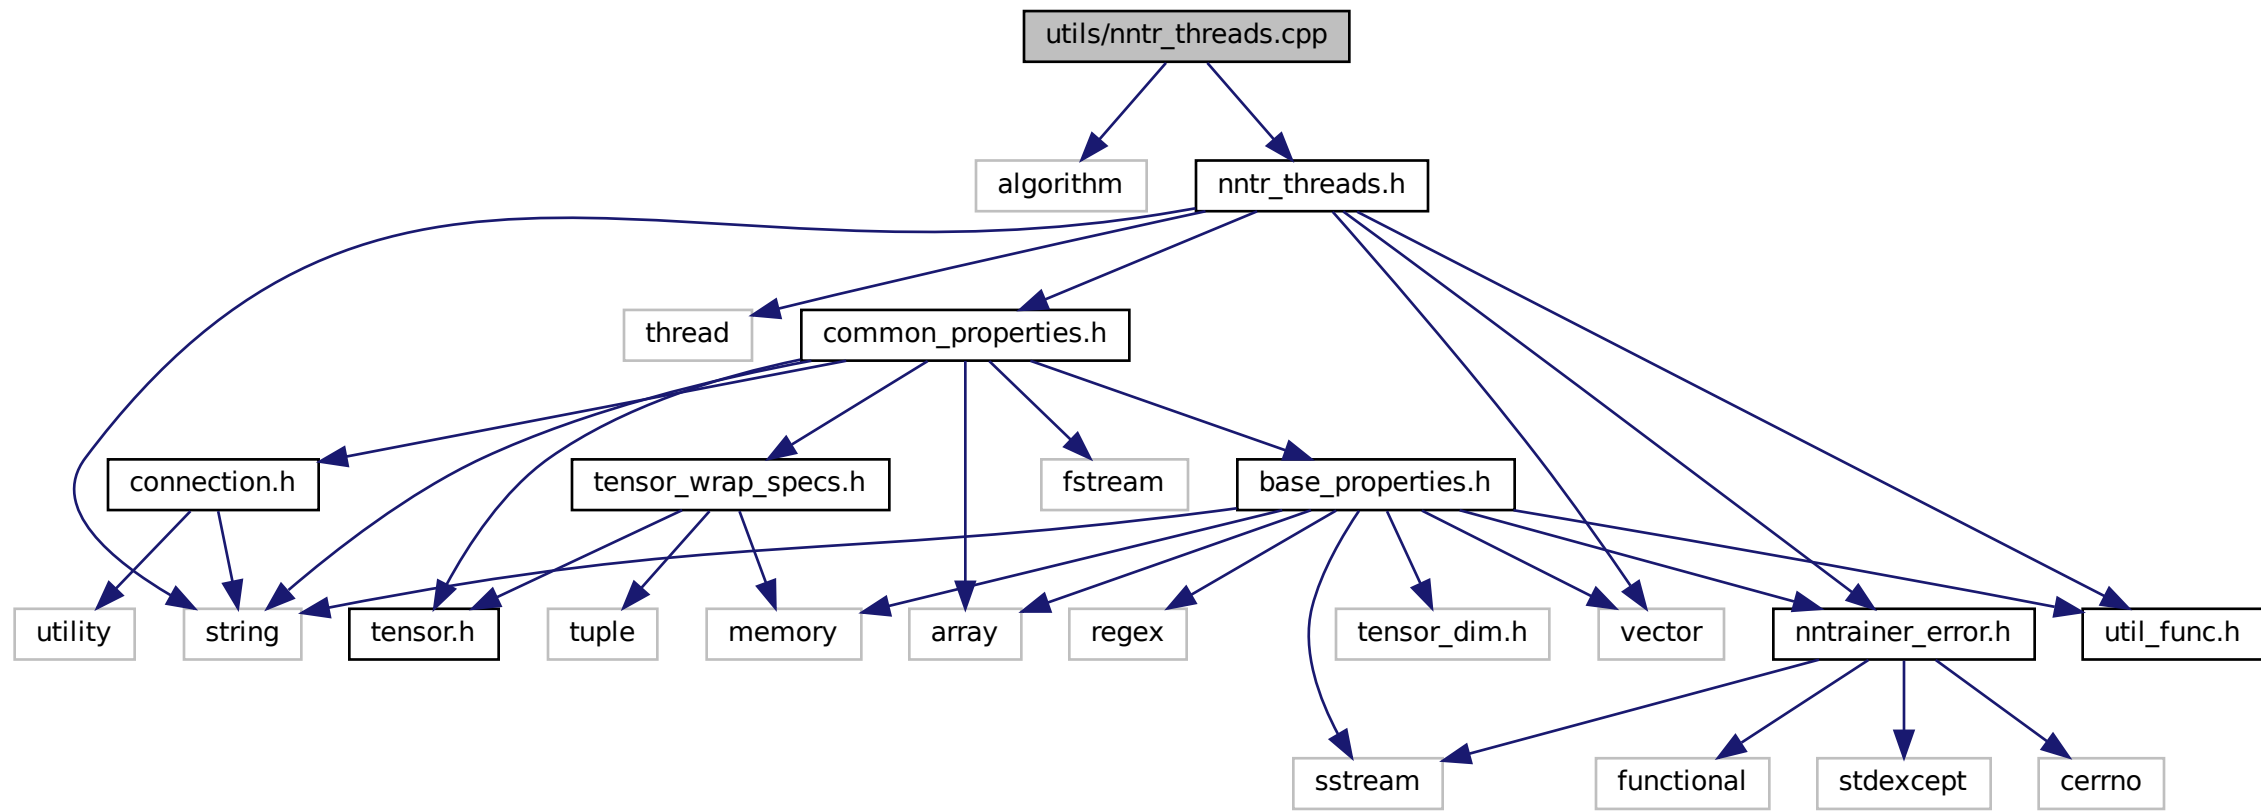 utils/nntr_threads.cpp
algorithm
nntr_threads.h
thread
common_properties.h
connection.h
tensor_wrap_specs.h
fstream
base_properties.h
utility
string
tensor.h
tuple
memory
array
regex
tensor_dim.h
vector
nntrainer_error.h
util_func.h
sstream
functional
stdexcept
cerrno